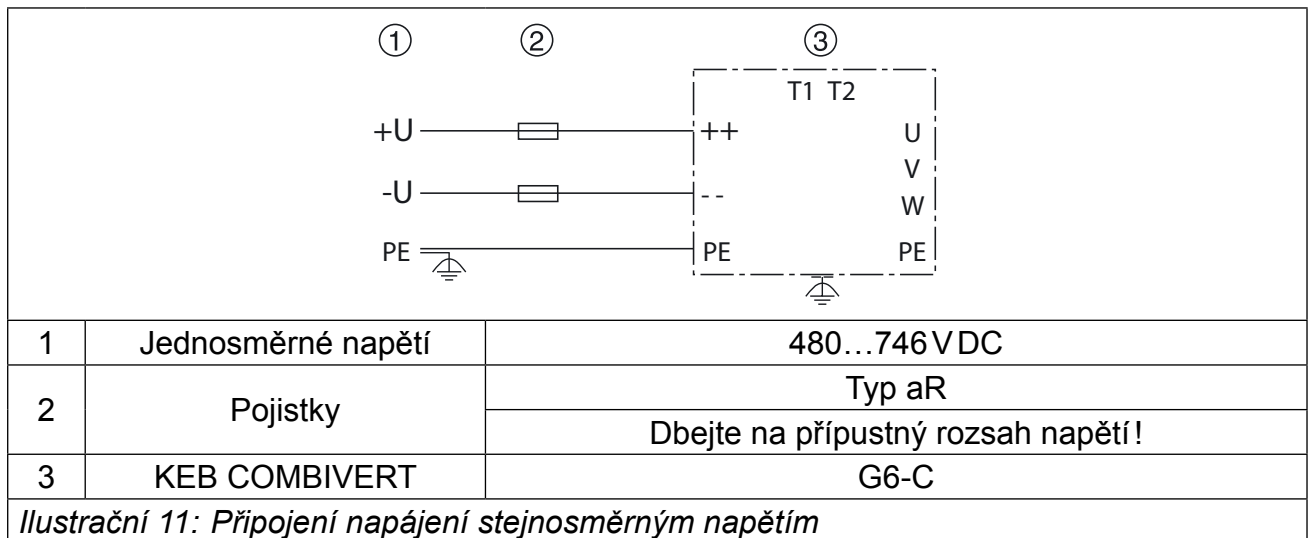 ① ② ③
T1 T2
+U ++ U
V
-U -- W
PE PE PE
1 Jednosměrné napětí 480…746 V DC
2 Pojistky Typ aR
Dbejte na přípustný rozsah napětí!
3 KEB COMBIVERT G6-C
Ilustrační 11: Připojení napájení stejnosměrným napětím